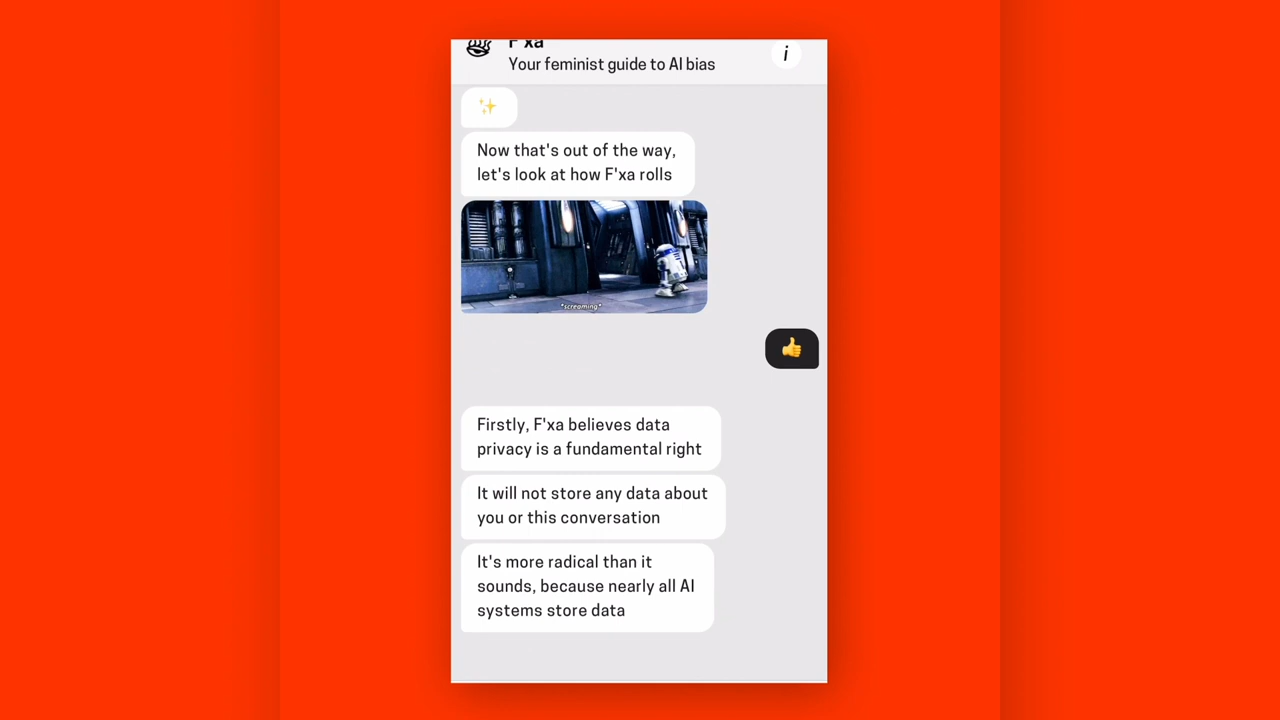 F'xa
Your feminist guide to AI bias
i
✨
Now that's out of the way,
let's look at how F'xa rolls
*screaming*
👍
Firstly, F'xa believes data
privacy is a fundamental right
It will not store any data about
you or this conversation
It's more radical than it
sounds, because nearly all AI
systems store data